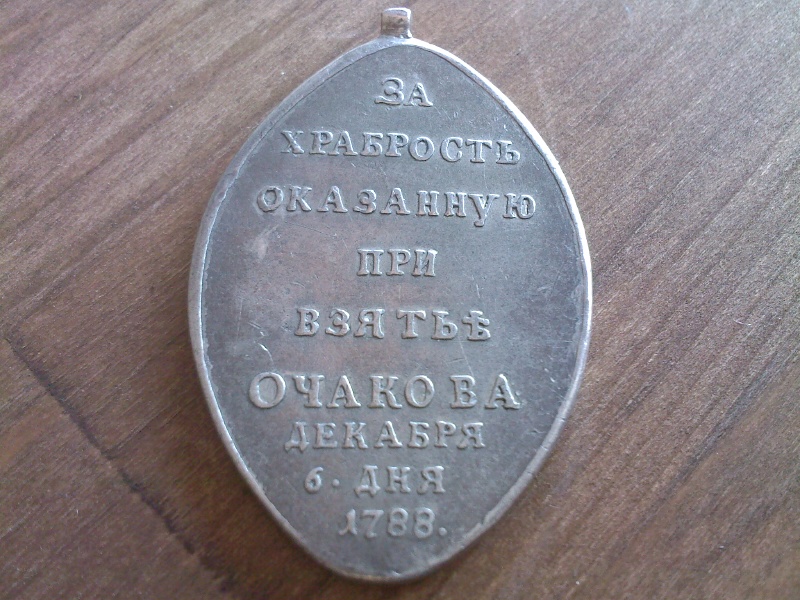 ЗА
ХРАБРОСТЬ
ОКАЗАННУЮ
ПРИ
ВЗЯТЬѢ
ОЧАКОВА
ДЕКАБРЯ
6. ДНЯ
1788.